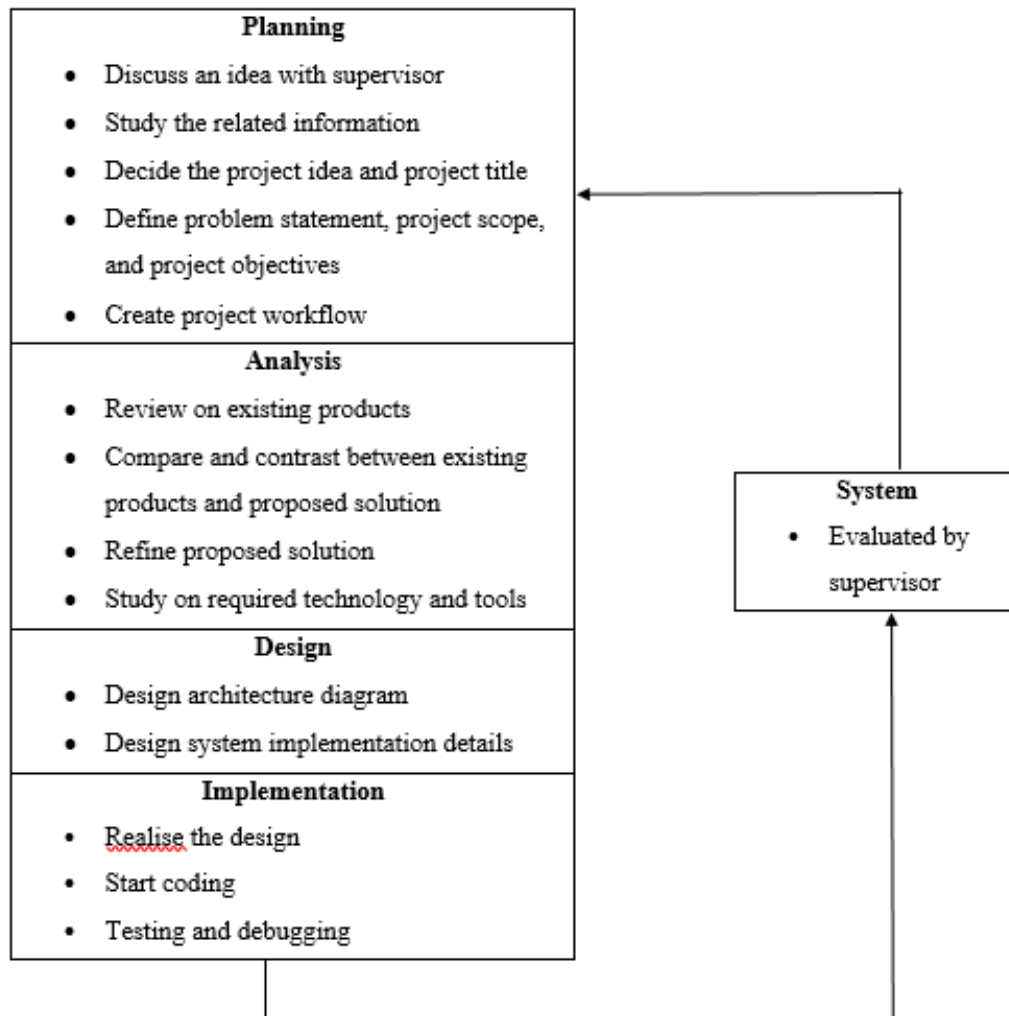 Planning
• Discuss an idea with supervisor
• Study the related information
• Decide the project idea and project title
• Define problem statement, project scope,
and project objectives
• Create project workflow
Analysis
• Review on existing products
• Compare and contrast between existing
products and proposed solution
• Refine proposed solution
• Study on required technology and tools
Design
• Design architecture diagram
• Design system implementation details
Implementation
• Realise the design
• Start coding
• Testing and debugging
System
• Evaluated by
supervisor